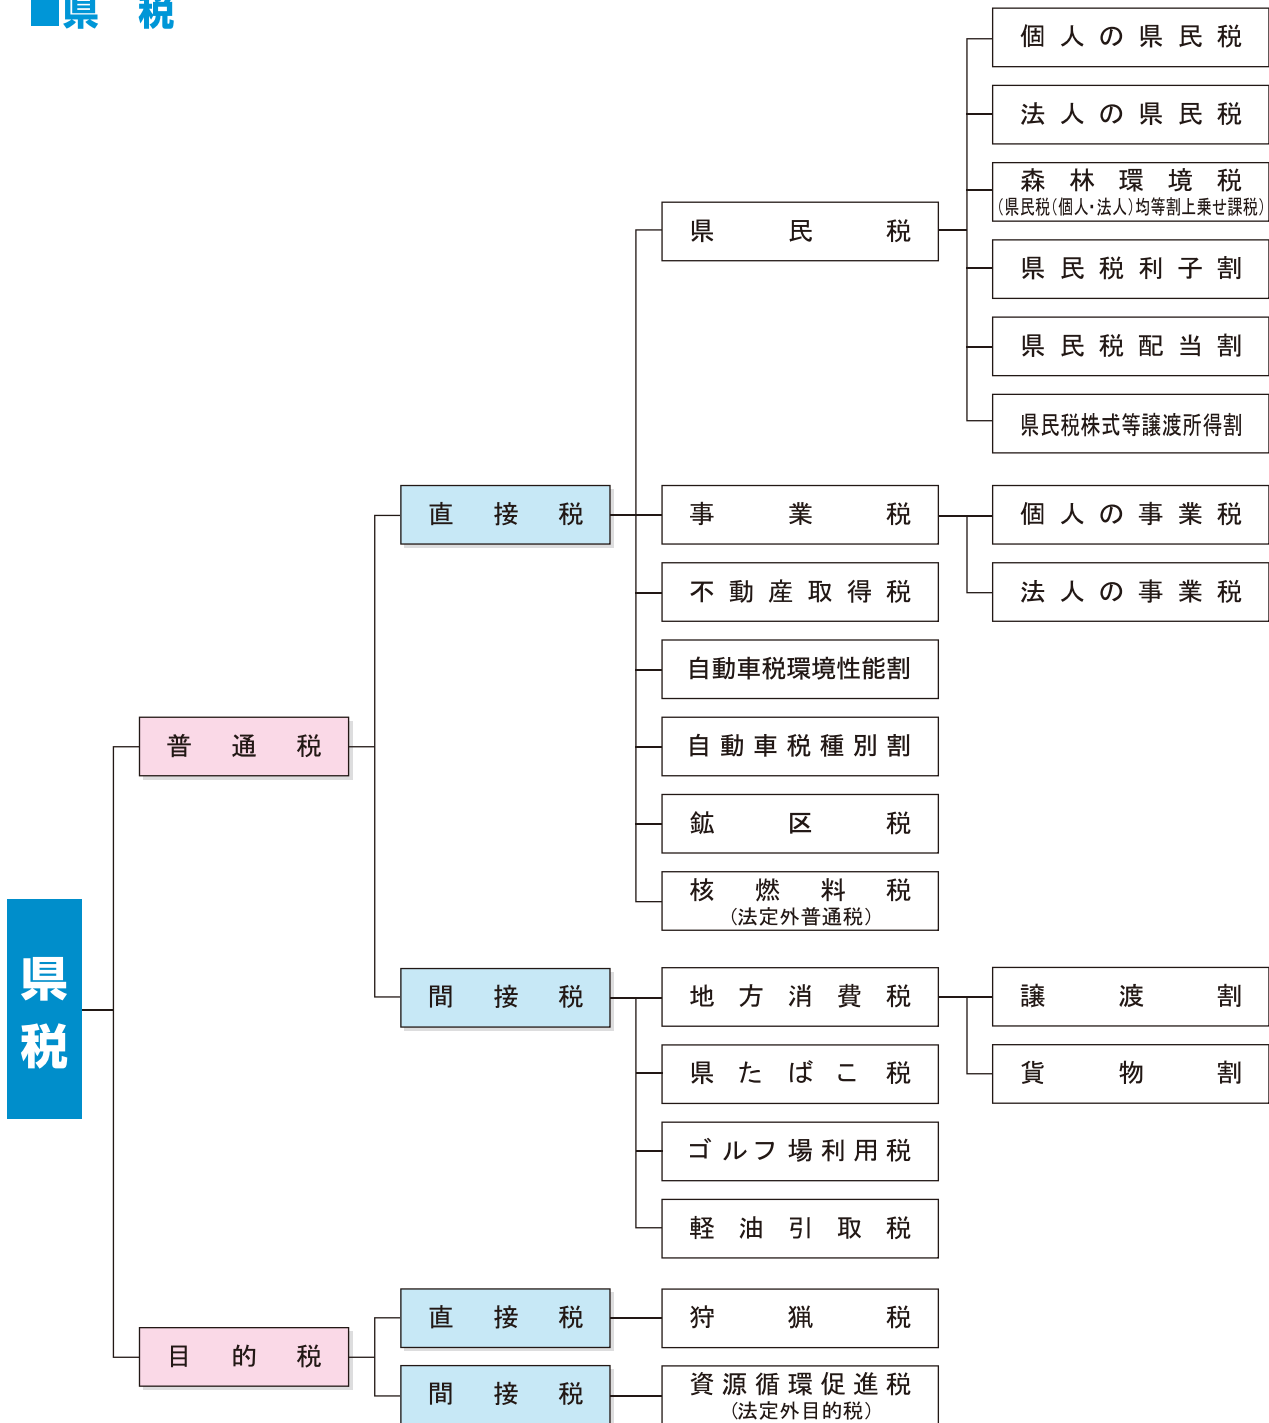 ■県 税
県税
普通税
直接税
県民税
個人の県民税
法人の県民税
森林環境税
(県民税(個人・法人)均等割上乗せ課税)
県民税利子割
県民税配当割
県民税株式等譲渡所得割
事業税
個人の事業税
法人の事業税
不動産取得税
自動車税環境性能割
自動車税種別割
鉱区税
核燃料税
(法定外普通税)
間接税
地方消費税
譲渡割
貨物割
県たばこ税
ゴルフ場利用税
軽油引取税
目的税
直接税
狩猟税
間接税
資源循環促進税
(法定外目的税)